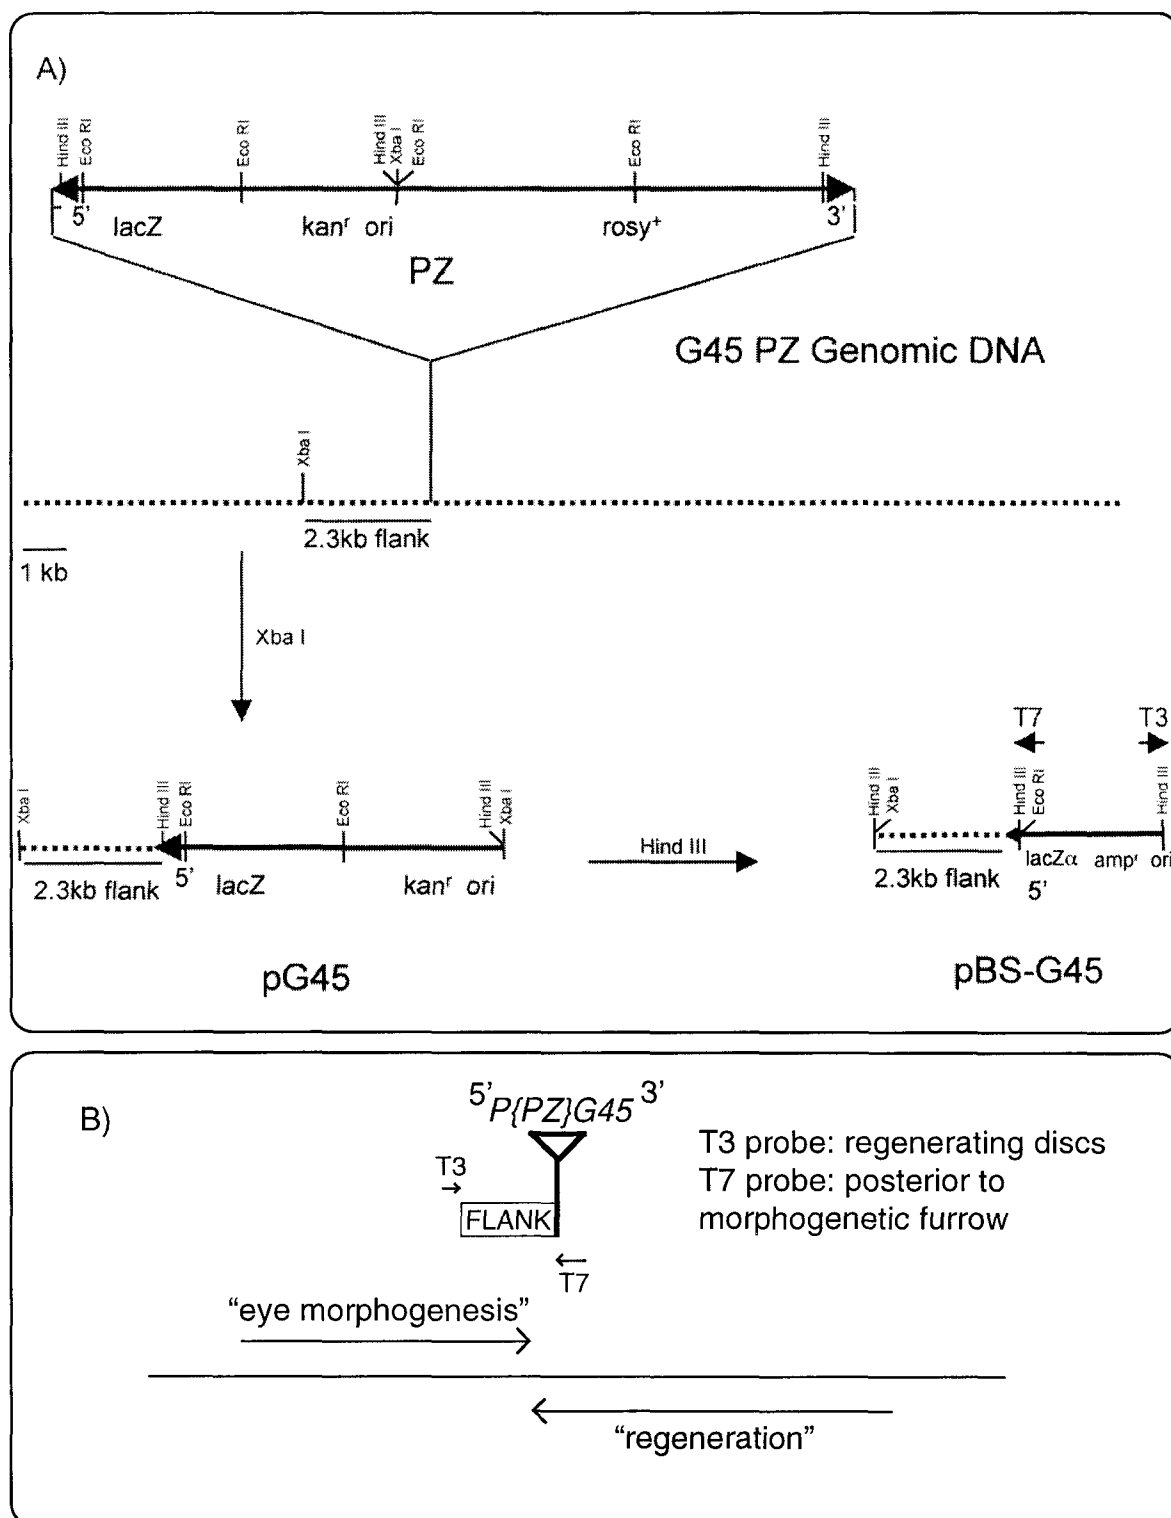 A)
Hind III
Eco RI
Eco RI
Hind III
Xba I
Eco RI
Eco RI
Hind III
5’
lacZ
kanʳ ori
rosy⁺
3’
PZ
G45 PZ Genomic DNA
Xba I
2.3kb flank
1 kb
Xba I
T7
T3
Xba I
Hind III
Eco RI
Eco RI
Hind III
Xba I
Hind III
Hind III
Xba I
Hind III
Eco RI
Hind III
2.3kb flank
5’
lacZ
kanʳ ori
2.3kb flank
lacZα ampʳ ori
5’
pG45
pBS-G45
B)
5’P{PZ}G45 3’
T3
FLANK
T7
T3 probe: regenerating discs
T7 probe: posterior to
morphogenetic furrow
“eye morphogenesis”
“regeneration”